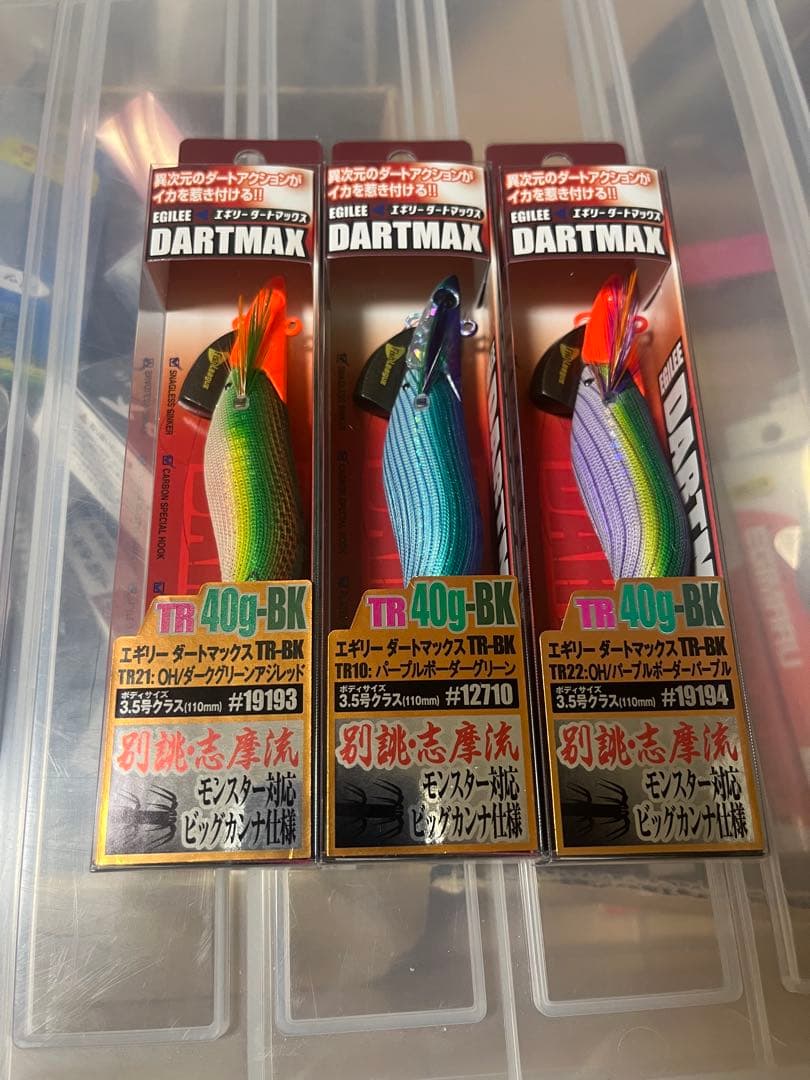 異次元のダートアクションが
イカを惹き付ける!!
EGILEE エギリーダートマックス
DARTMAX
SNAGLESS SINKER
CARBON SPECIAL HOOK
TR 40g-BK
エギリー ダートマックス TR-BK
TR21: OH/ダークグリーンアジレッド
ボディサイズ
3.5号クラス(110mm) #19193
別誂・志摩流
モンスター対応
ビッグカンナ仕様
異次元のダートアクションが
イカを惹き付ける!!
EGILEE エギリーダートマックス
DARTMAX
TR 40g-BK
エギリー ダートマックス TR-BK
TR10: パープルボーダーグリーン
ボディサイズ
3.5号クラス(110mm) #12710
別誂・志摩流
モンスター対応
ビッグカンナ仕様
異次元のダートアクションが
イカを惹き付ける!!
EGILEE エギリーダートマックス
DARTMAX
EGILEE
TR 40g-BK
エギリー ダートマックス TR-BK
TR22: OH/パープルボーダーパープル
ボディサイズ
3.5号クラス(110mm) #19194
別誂・志摩流
モンスター対応
ビッグカンナ仕様